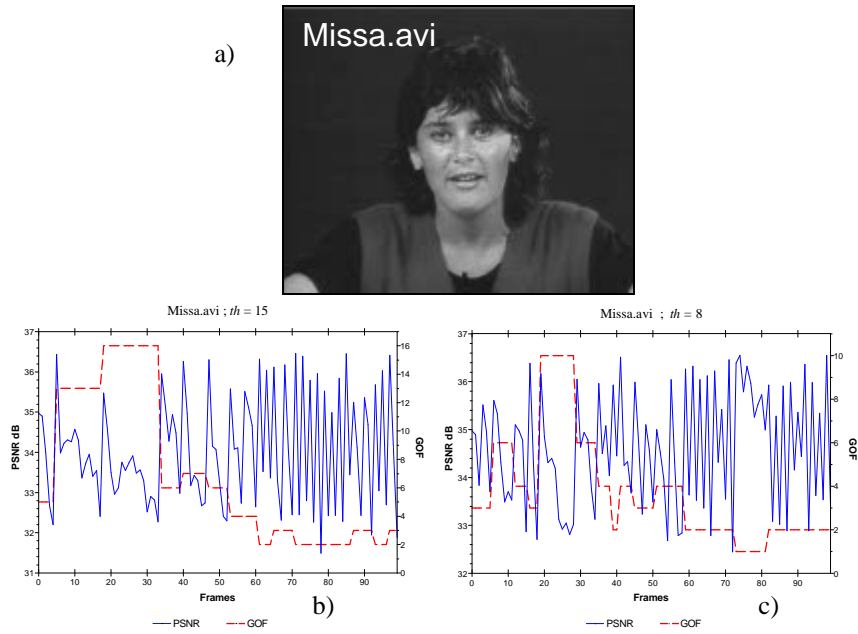 Missa.avi
a)
Missa.avi ; th = 15
37
36
35
34
33
32
31
PSNR dB
16
14
12
10
8
6
4
2
0
GOF
0 10 20 30 40 50 60 70 80 90
Frames
b)
PSNR GOF
Missa.avi ; th = 8
37
36
35
34
33
32
PSNR dB
10
8
6
4
2
0
GOF
0 10 20 30 40 50 60 70 80 90
Frames
c)
PSNR GOF